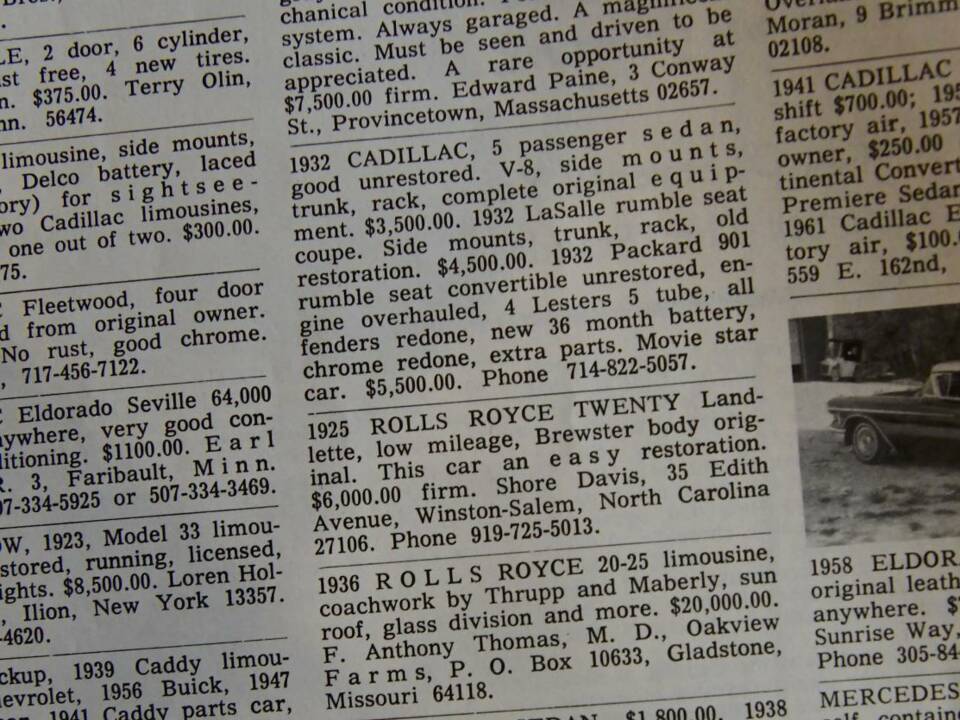 LE, 2 door, 6 cylinder,
free, 4 new tires.
$375.00. Terry Olin,
56474.
limousine, side mounts,
Delco battery, laced
for sightsee-
Cadillac limousines,
one out of two. $300.00.
75.
Fleetwood, four door
from original owner.
No rust, good chrome.
717-456-7122.
Eldorado Seville 64,000
very good con-
$1100.00. Earl
R. 3, Faribault, Minn.
07-334-5925 or 507-334-3469.
OW, 1923, Model 33 limou-
stored, running, licensed,
ights. $8,500.00. Loren Hol-
Ilion, New York 13357.
-4620.
ckup, 1939 Caddy limou-
hevrolet, 1956 Buick, 1947
1941 Caddy parts car,
chanical condition.
system. Always garaged. A
classic. Must be seen and driven to be
appreciated. A rare opportunity at
$7,500.00 firm. Edward Paine, 3 Conway
St., Provincetown, Massachusetts 02657.
1932 CADILLAC, 5 passenger sedan,
good unrestored. V-8, side mounts,
trunk, rack, complete original equip-
ment. $3,500.00. 1932 LaSalle rumble seat
coupe. Side mounts, trunk, rack, old
restoration. $4,500.00. 1932 Packard 901
rumble seat convertible unrestored, en-
gine overhauled, 4 Lesters 5 tube, all
fenders redone, new 36 month battery,
chrome redone, extra parts. Movie star
car. $5,500.00. Phone 714-822-5057.
1925 ROLLS ROYCE TWENTY Land-
lette, low mileage, Brewster body orig-
inal. This car an easy restoration.
$6,000.00 firm. Shore Davis, 35 Edith
Avenue, Winston-Salem, North Carolina
27106. Phone 919-725-5013.
1936 ROLLS ROYCE 20-25 limousine,
coachwork by Thrupp and Maberly, sun
roof, glass division and more. $20,000.00.
F. Anthony Thomas, M. D., Oakview
Farms, P. O. Box 10633, Gladstone,
Missouri 64118.
$1,800.00. 1938
Moran, 9 Brimm
02108.
1941 CADILLAC
shift $700.00; 195
factory air, 1957
owner, $250.00
tinental Convert
Premiere Sedan
1961 Cadillac E
tory air, $100.
559 E. 162nd,
1958 ELDOR
original leath
anywhere.
Sunrise Way,
Phone 305-84
MERCEDES